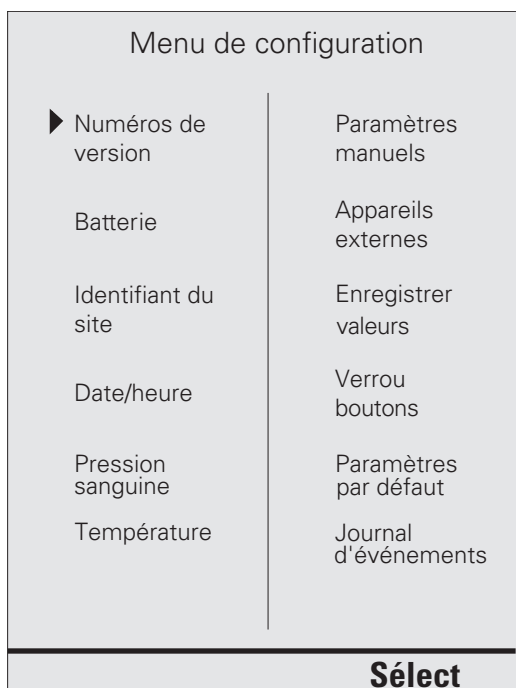 Menu de configuration
Numéros de
version
Batterie
Identifiant du
site
Date/heure
Pression
sanguine
Température
Paramètres
manuels
Appareils
externes
Enregistrer
valeurs
Verrou
boutons
Paramètres
par défaut
Journal
d'événements
Sélect